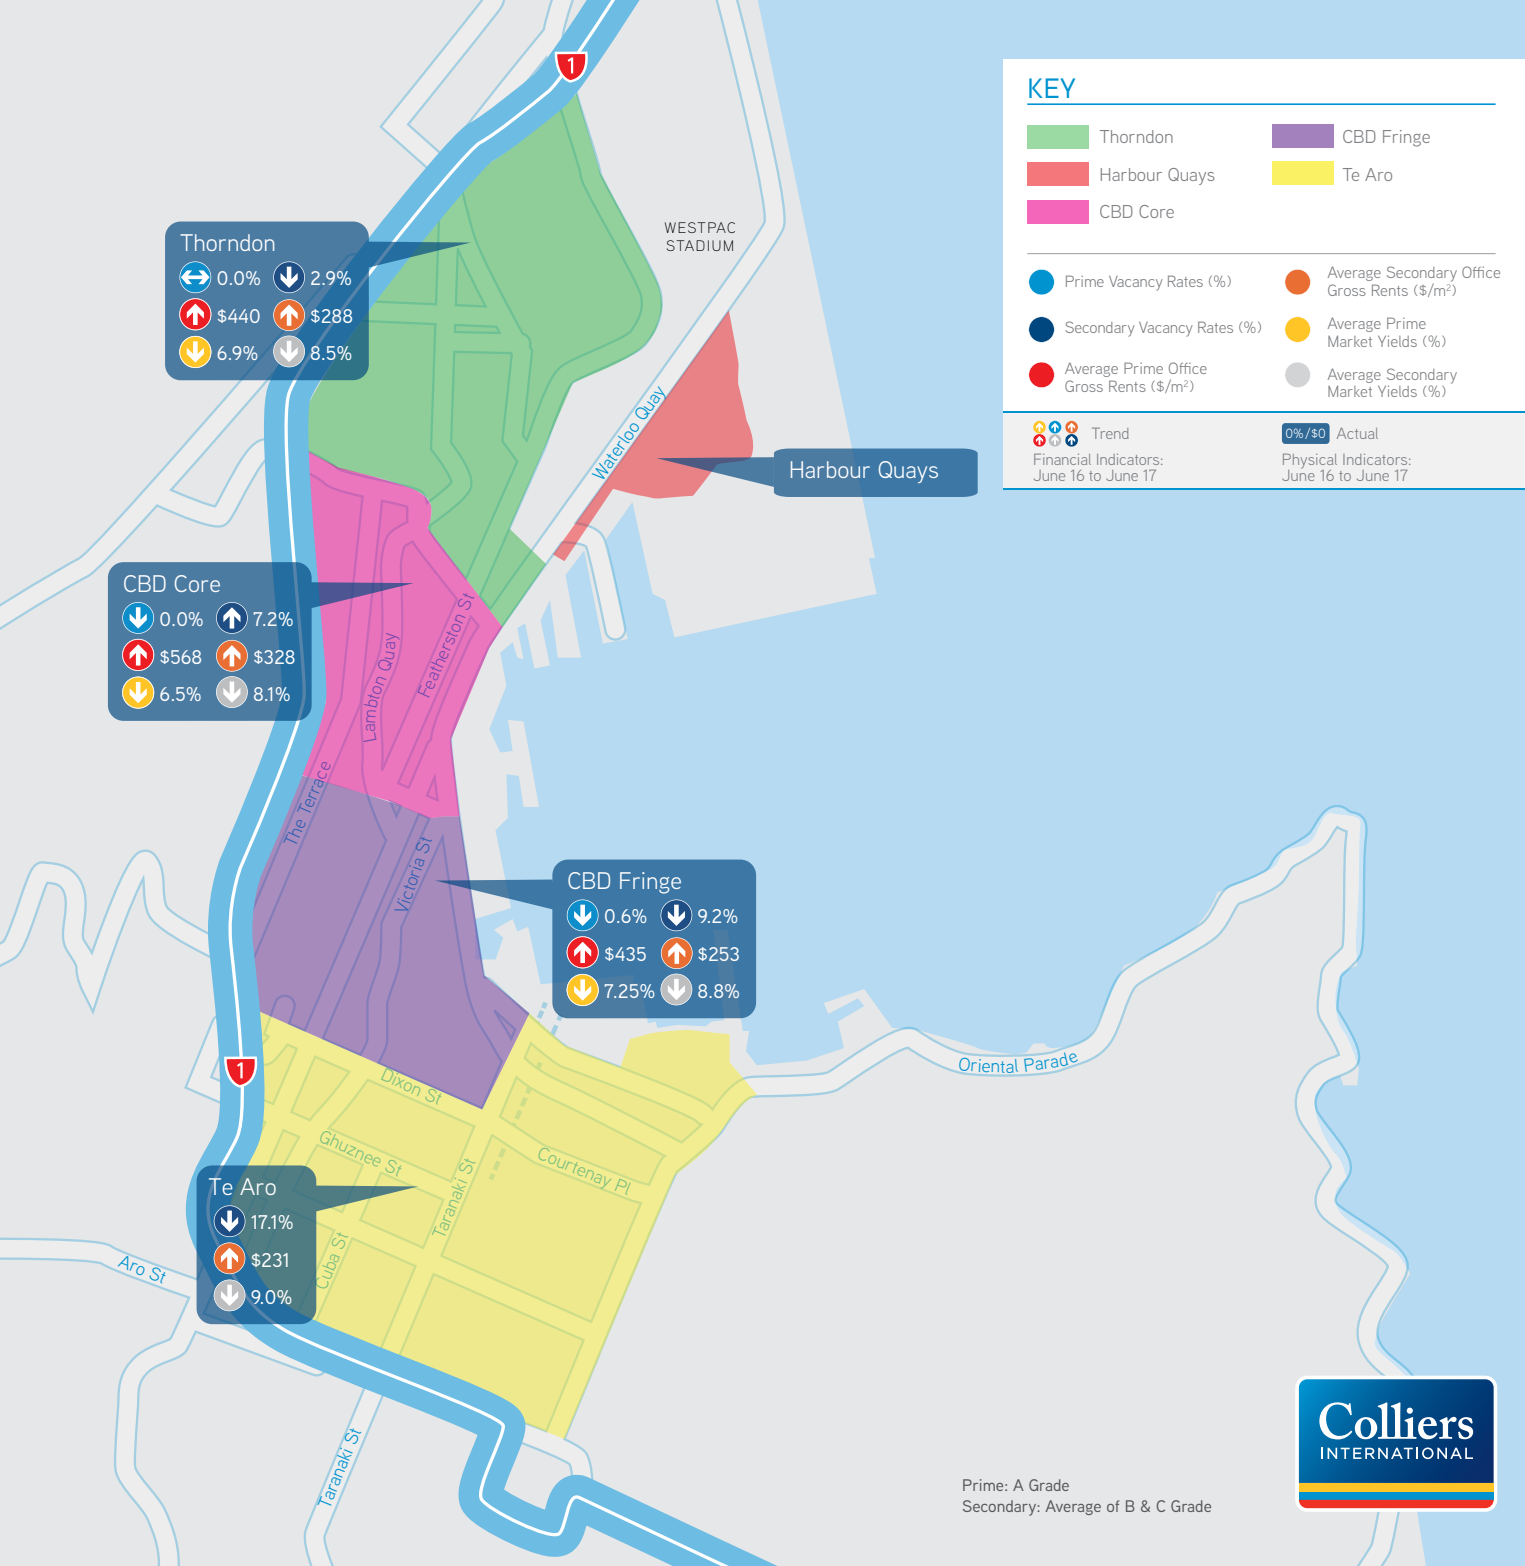 1
KEY
Thorndon
CBD Fringe
Harbour Quays
Te Aro
CBD Core
Prime Vacancy Rates (%)
Average Secondary Office
Gross Rents ($/m²)
Secondary Vacancy Rates (%)
Average Prime
Market Yields (%)
Average Prime Office
Gross Rents ($/m²)
Average Secondary
Market Yields (%)
Trend
0%/$0 Actual
Financial Indicators:
June 16 to June 17
Physical Indicators:
June 16 to June 17
WESTPAC
STADIUM
Thorndon
0.0% 2.9%
$440 $288
6.9% 8.5%
Waterloo Quay
Harbour Quays
CBD Core
0.0% 7.2%
$568 $328
6.5% 8.1%
Lambton Quay
Featherston St
The Terrace
Victoria St
CBD Fringe
0.6% 9.2%
$435 $253
7.25% 8.8%
1
Oriental Parade
Dixon St
Ghuznee St
Courtenay Pl
Taranaki St
Cuba St
Te Aro
17.1%
$231
9.0%
Aro St
Taranaki St
Prime: A Grade
Secondary: Average of B & C Grade
Colliers
INTERNATIONAL